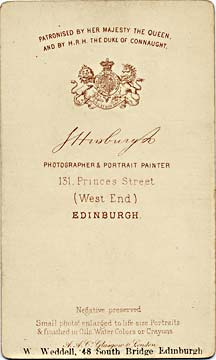 PATRONISED BY HER MAJESTY THE QUEEN,
AND BY H.R.H. THE DUKE OF CONNAUGHT.
J Horsburgh
PHOTOGRAPHER & PORTRAIT PAINTER
131, Princes Street
(West End)
EDINBURGH.
Negative preserved
Small photos enlarged to life size Portraits
& finished in Oils Water Colors or Crayons
Glasgow & London
W. Weddell, 48 South Bridge Edinburgh